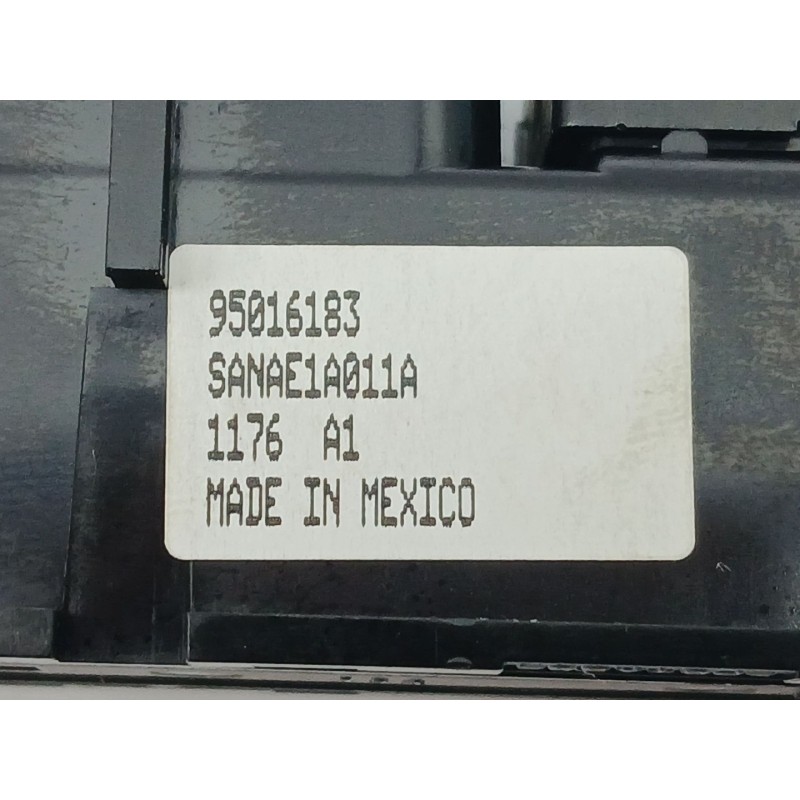 95016183
SANAE1A011A
1176 A1
MADE IN MEXICO